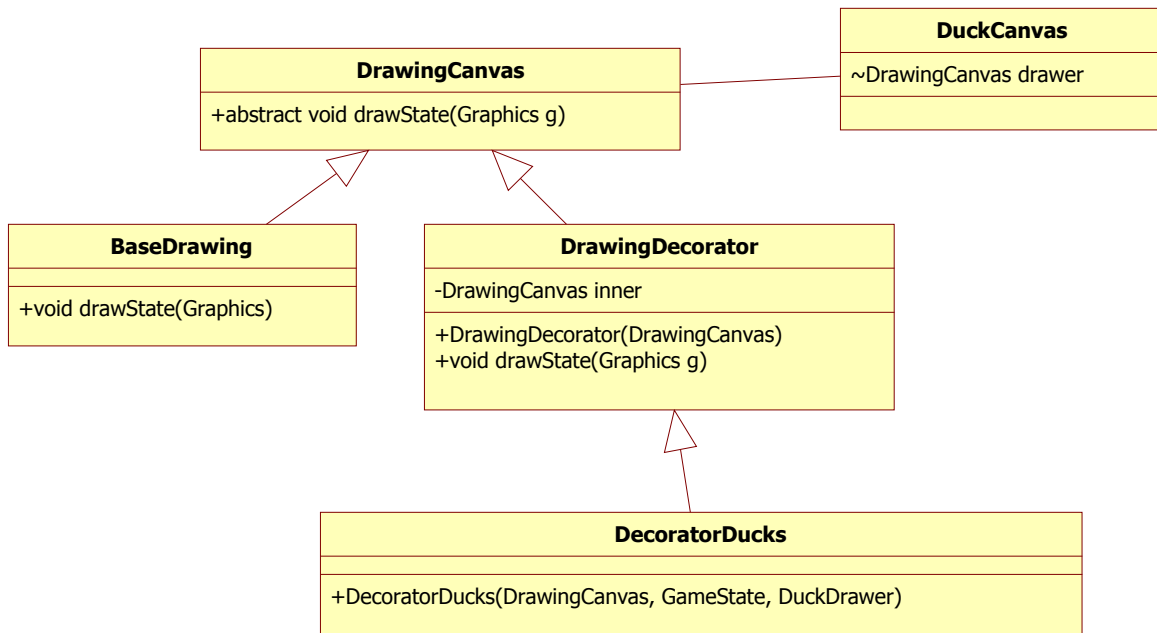 DuckCanvas
~DrawingCanvas drawer
DrawingCanvas
+abstract void drawState(Graphics g)
BaseDrawing
+void drawState(Graphics)
DrawingDecorator
-DrawingCanvas inner
+DrawingDecorator(DrawingCanvas)
+void drawState(Graphics g)
DecoratorDucks
+DecoratorDucks(DrawingCanvas, GameState, DuckDrawer)